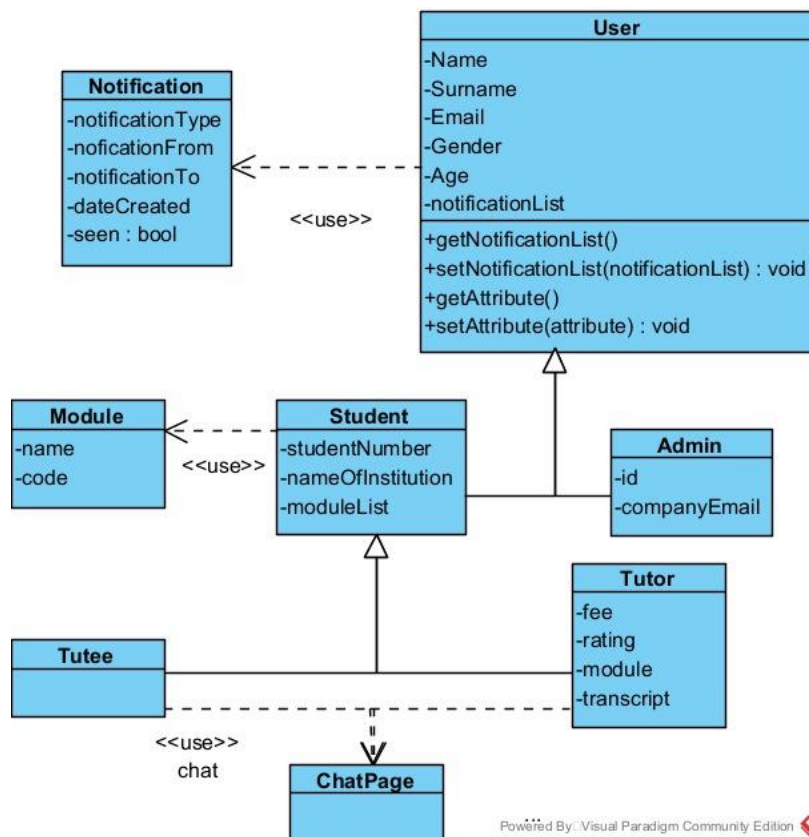 User
-Name
-Surname
-Email
-Gender
-Age
-notificationList
+getNotificationList()
+setNotificationList(notificationList) : void
+getAttribute()
+setAttribute(attribute) : void
Notification
-notificationType
-noficationFrom
-notificationTo
-dateCreated
-seen : bool
<<use>>
Module
-name
-code
<<use>>
Student
-studentNumber
-nameOfInstitution
-moduleList
Admin
-id
-companyEmail
Tutor
-fee
-rating
-module
-transcript
Tutee
<<use>>
chat
ChatPage
...
Powered By Visual Paradigm Community Edition